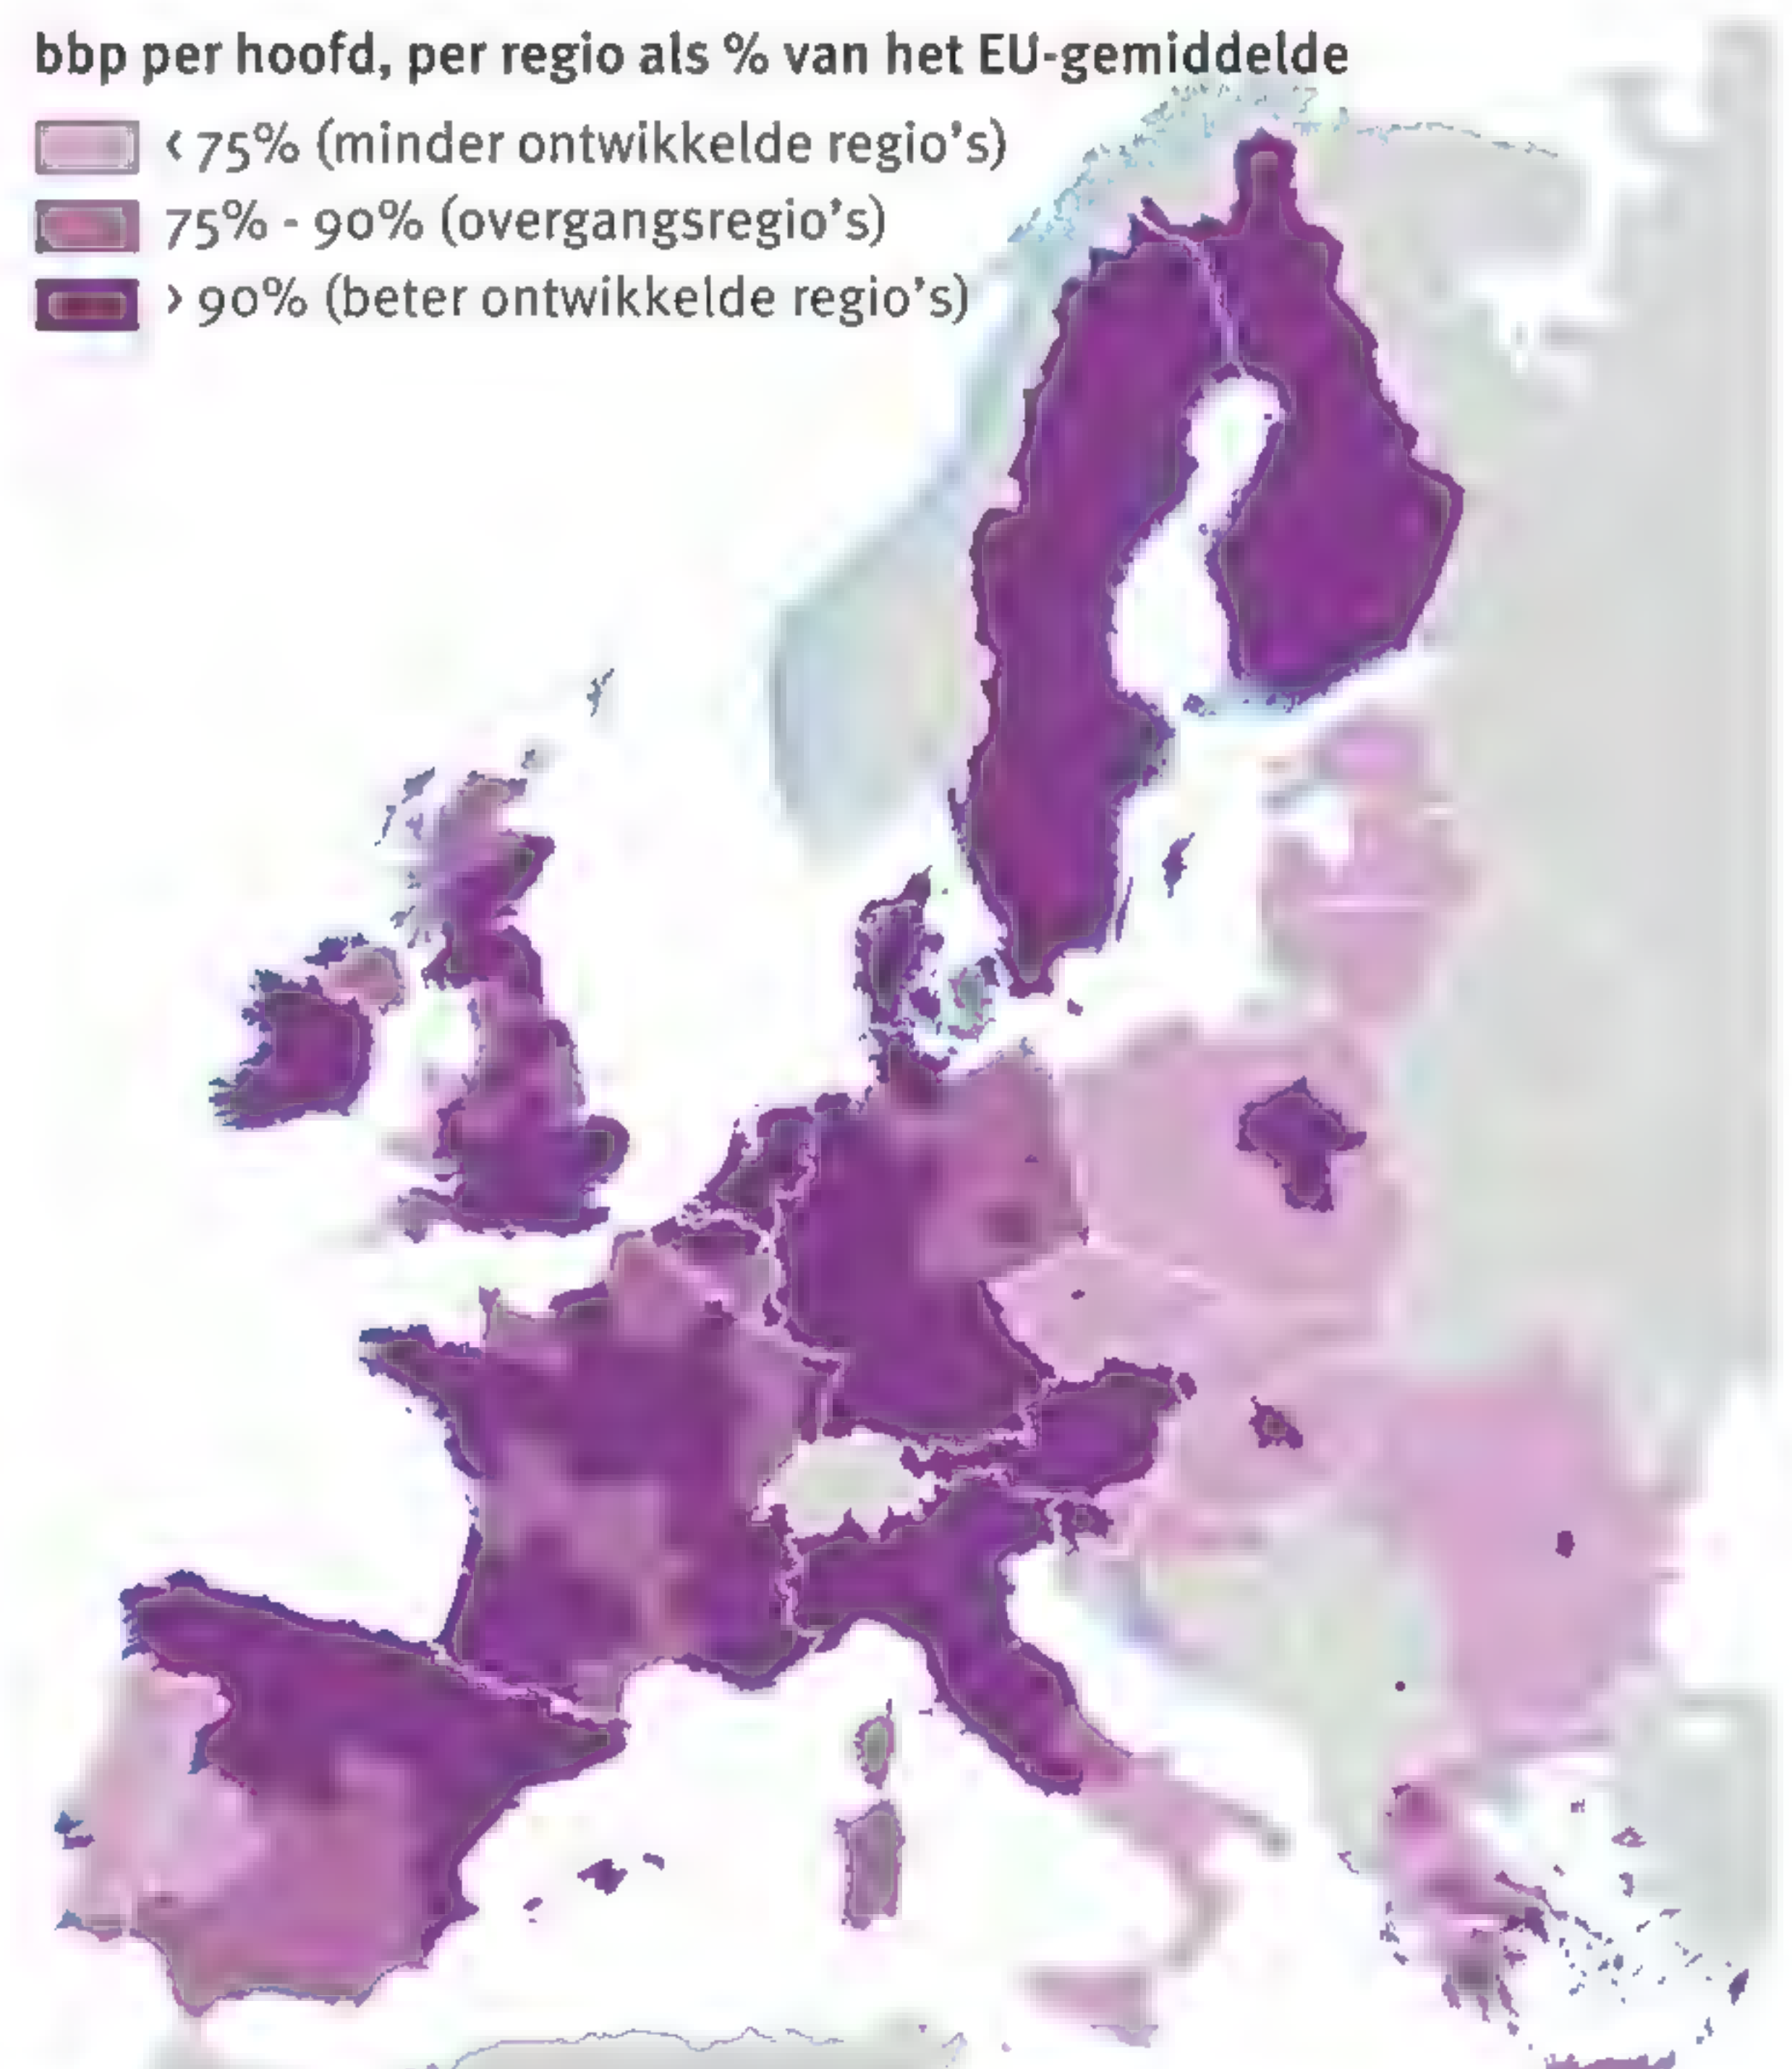 bbp per hoofd, per regio als % van het EU-gemiddelde
< 75% (minder ontwikkelde regio's)
75% - 90% (overgangsregio's)
> 90% (beter ontwikkelde regio's)